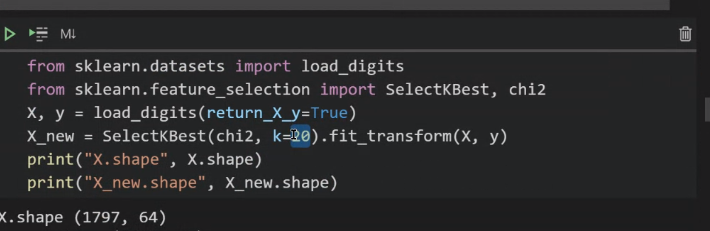 M↓
from sklearn.datasets import load_digits
from sklearn.feature_selection import SelectKBest, chi2
X, y = load_digits(return_X_y=True)
X_new = SelectKBest(chi2, k=20).fit_transform(X, y)
print("X.shape", X.shape)
print("X_new.shape", X_new.shape)
X.shape (1797, 64)